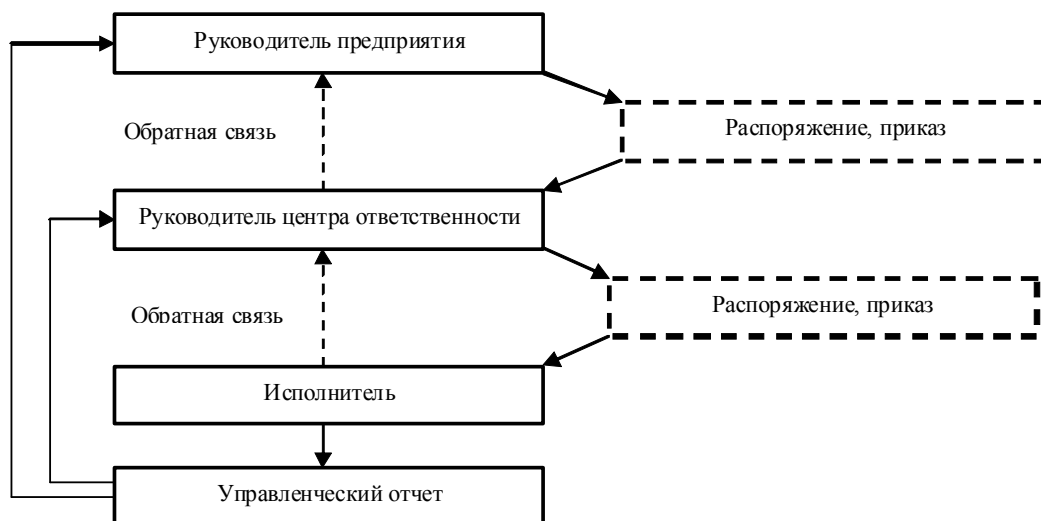 Руководитель предприятия
Обратная связь
Распоряжение, приказ
Руководитель центра ответственности
Распоряжение, приказ
Обратная связь
Исполнитель
Управленческий отчет